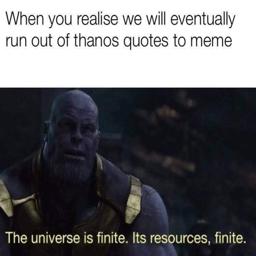 When you realise we will eventually
run out of thanos quotes to meme
The universe is finite. Its resources, finite.